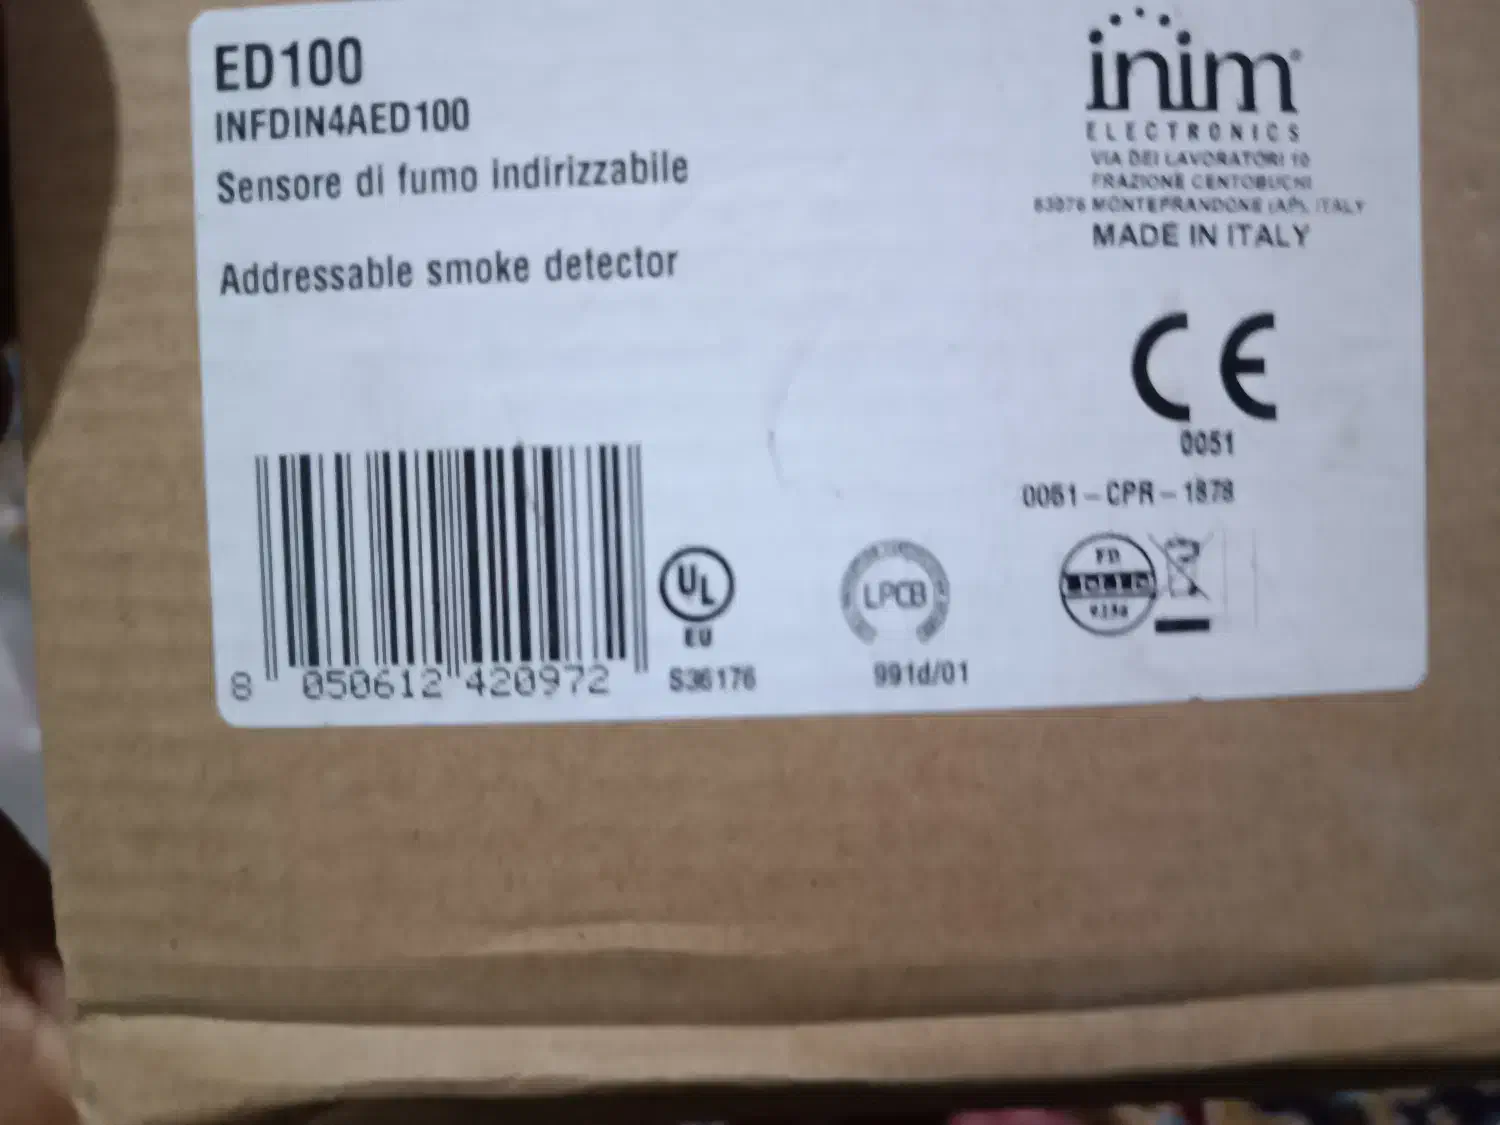 ED100
INFDIN4AED100
Sensore di fumo Indirizzabile
Addressable smoke detector
inim
ELECTRONICS
VIA DEI LAVORATORI 10
FRAZIONE CENTOBUCHI
63076 MONTEPRANDONE (AP), ITALY
MADE IN ITALY
CE
0051
0051-CPR-1378
UL
EU
S36176
LPCB
991d/01
8 050612 420972